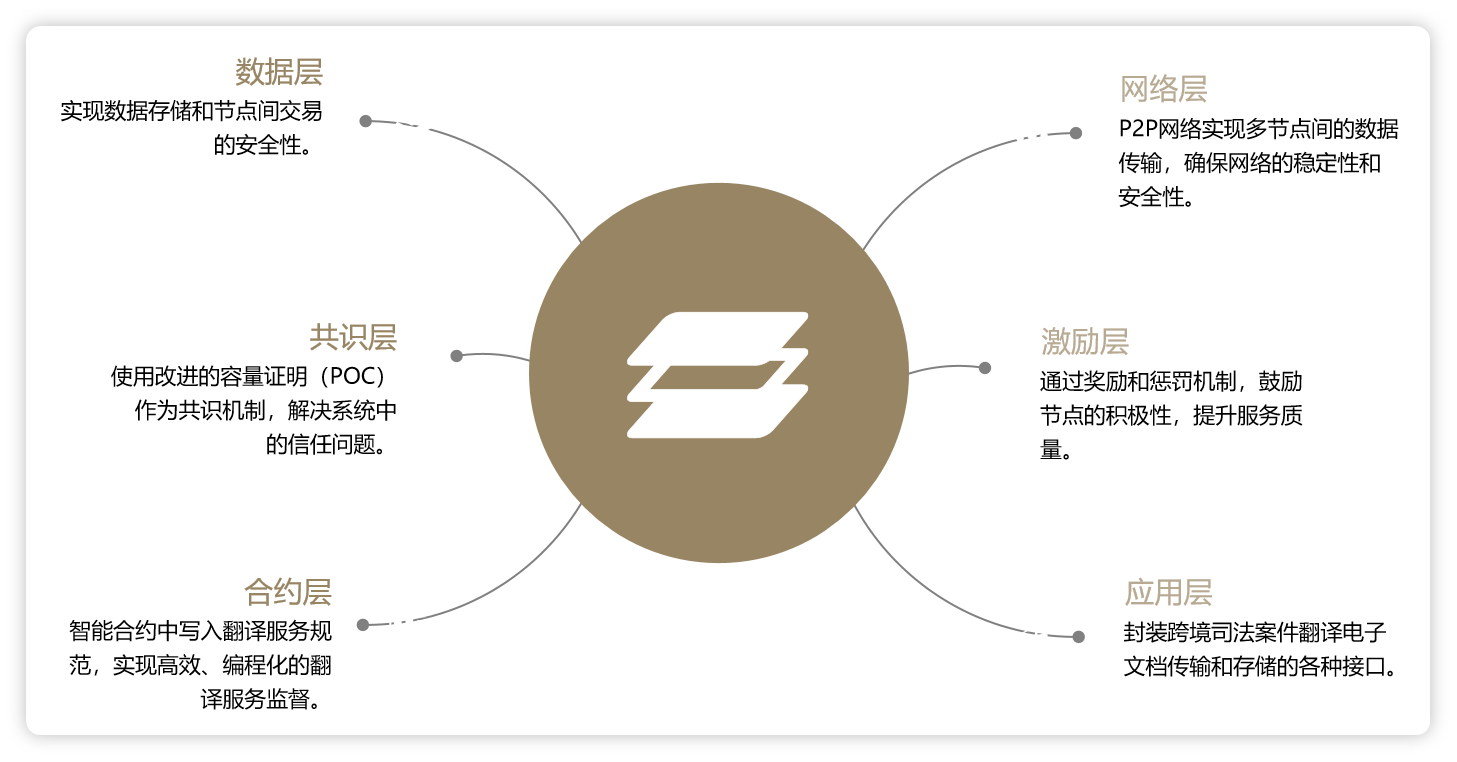 数据层
实现数据存储和节点间交易
的安全性。
网络层
P2P网络实现多节点间的数据
传输，确保网络的稳定性和
安全性。
共识层
使用改进的容量证明（POC）
作为共识机制，解决系统中
的信任问题。
激励层
通过奖励和惩罚机制，鼓励
节点的积极性，提升服务质
量。
合约层
智能合约中写入翻译服务规
范，实现高效、编程化的翻
译服务监督。
应用层
封装跨境司法案件翻译电子
文档传输和存储的各种接口。